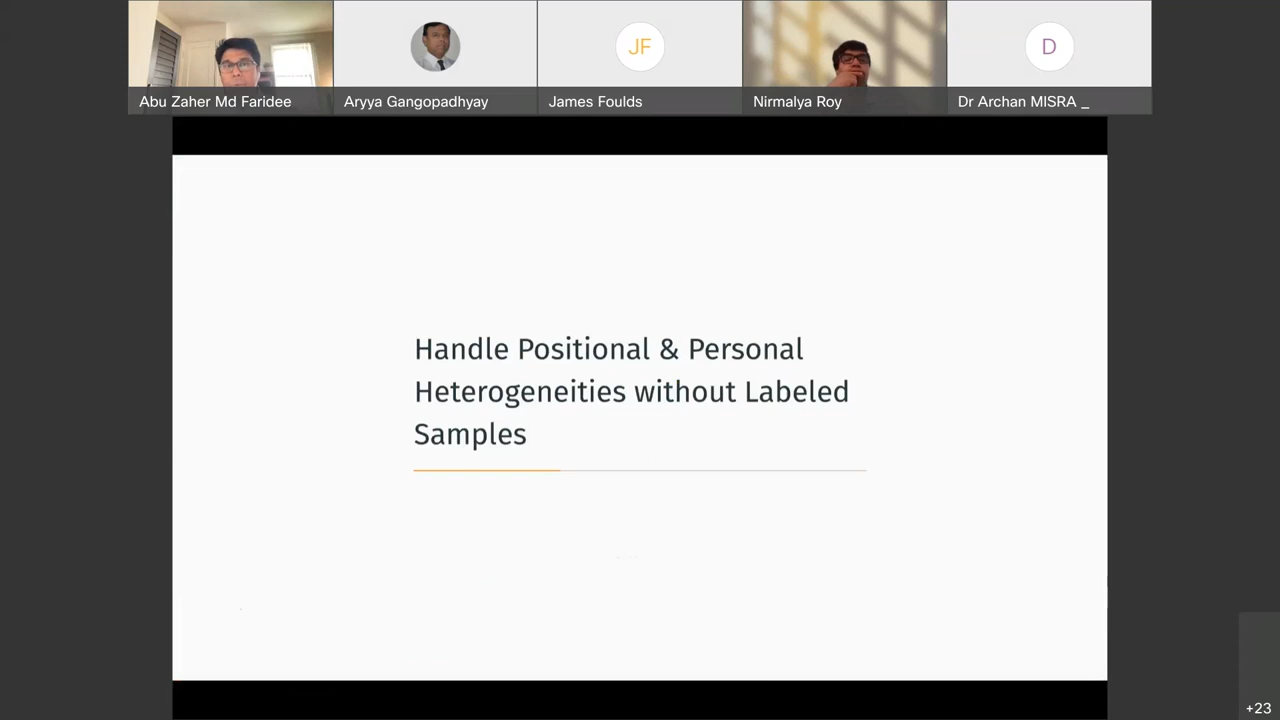 JF
D
Abu Zaher Md Faridee
Aryya Gangopadhyay
James Foulds
Nirmalya Roy
Dr Archan MISRA _
Handle Positional & Personal
Heterogeneities without Labeled
Samples
+23